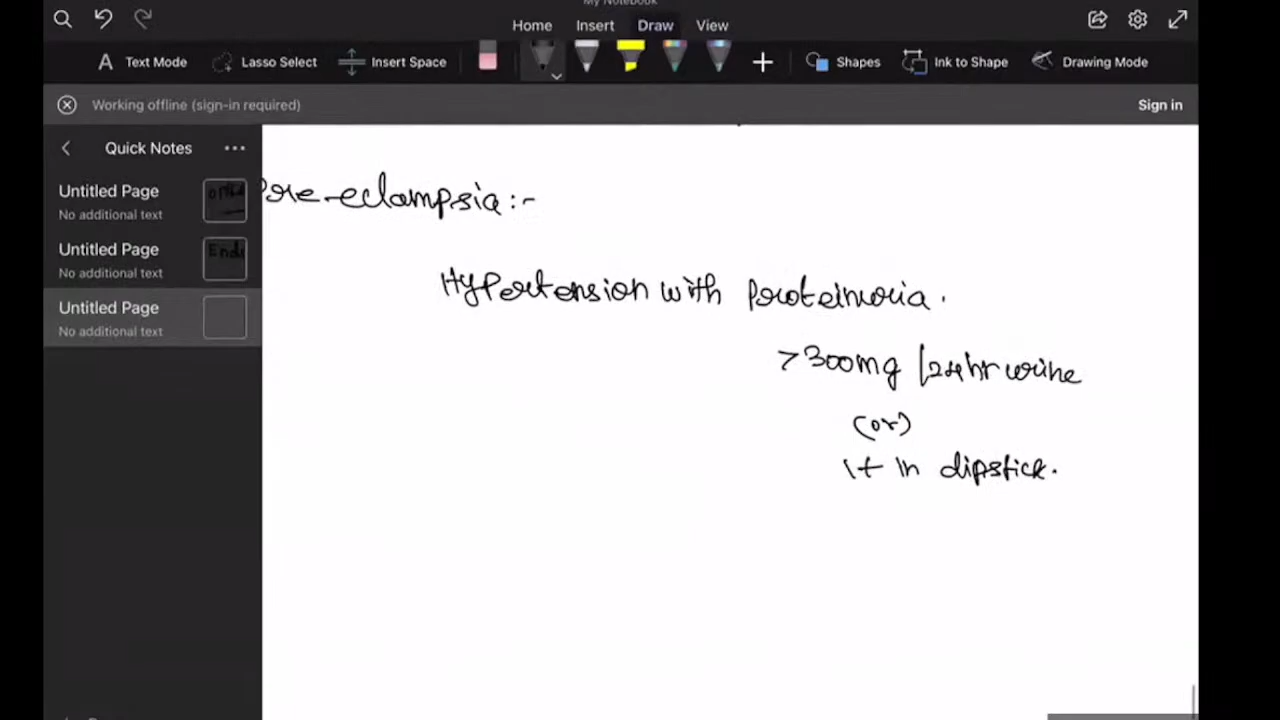 My Notebook
Home Insert Draw View
Text Mode Lasso Select Insert Space Shapes Ink to Shape Drawing Mode
Working offline (sign-in required) Sign in
Quick Notes
Untitled Page
No additional text
Untitled Page
No additional text
Untitled Page
No additional text
Pre-eclampsia:-
Hypertension with proteinuria.
>300mg /24hr urine
(or)
1+ in dipstick.